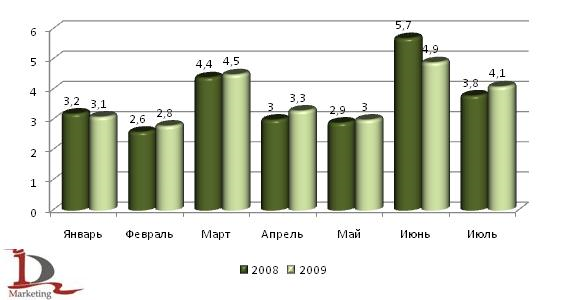 6
5
4
3
2
1
0
3,2 3,1 2,6 2,8 4,4 4,5 3 3,3 2,9 3 5,7 4,9 3,8 4,1
Январь Февраль Март Апрель Май Июнь Июль
2008 2009
ID
Marketing